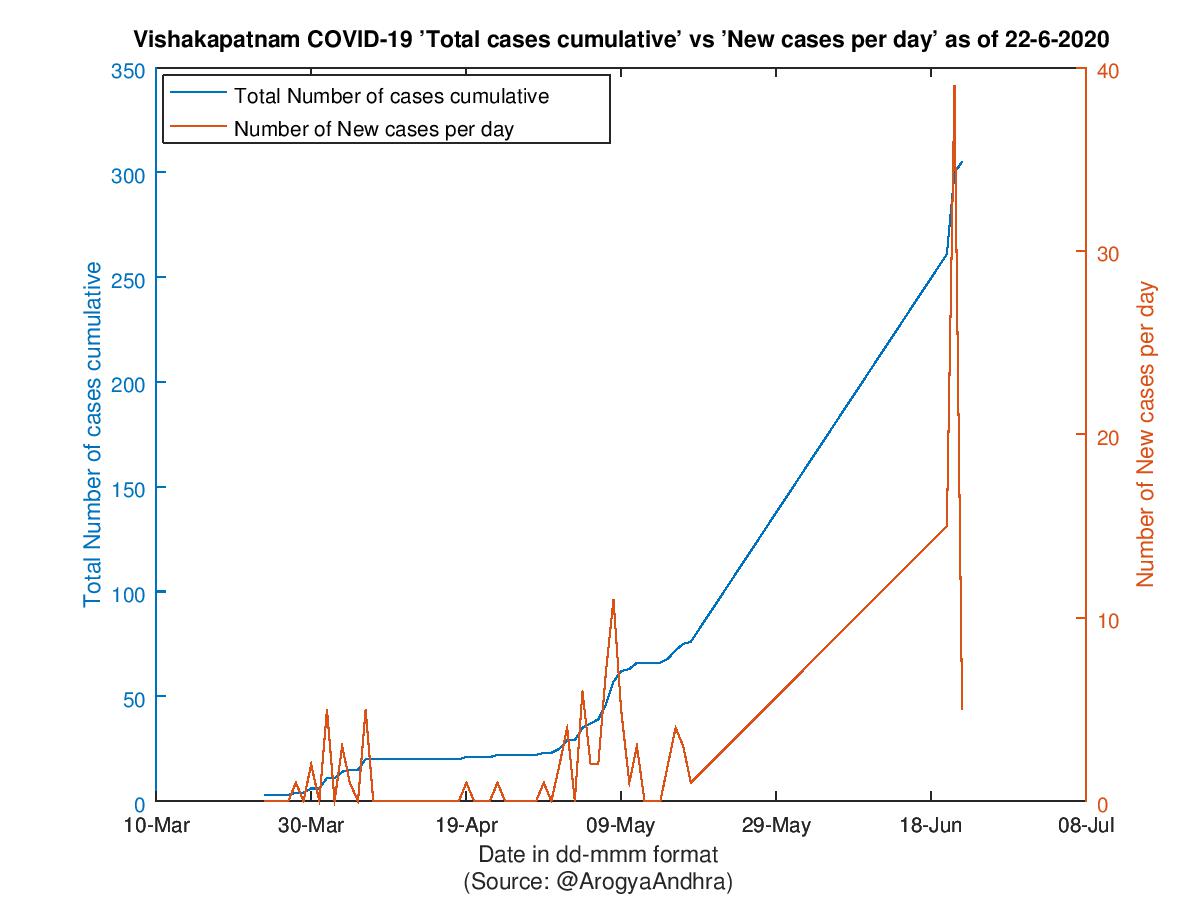 Vishakapatnam COVID-19 ’Total cases cumulative’ vs ’New cases per day’ as of 22-6-2020
Total Number of cases cumulative
Number of New cases per day
350
300
250
200
150
100
50
0
Total Number of cases cumulative
40
30
20
10
0
Number of New cases per day
10-Mar 30-Mar 19-Apr 09-May 29-May 18-Jun 08-Jul
Date in dd-mmm format
(Source: @ArogyaAndhra)